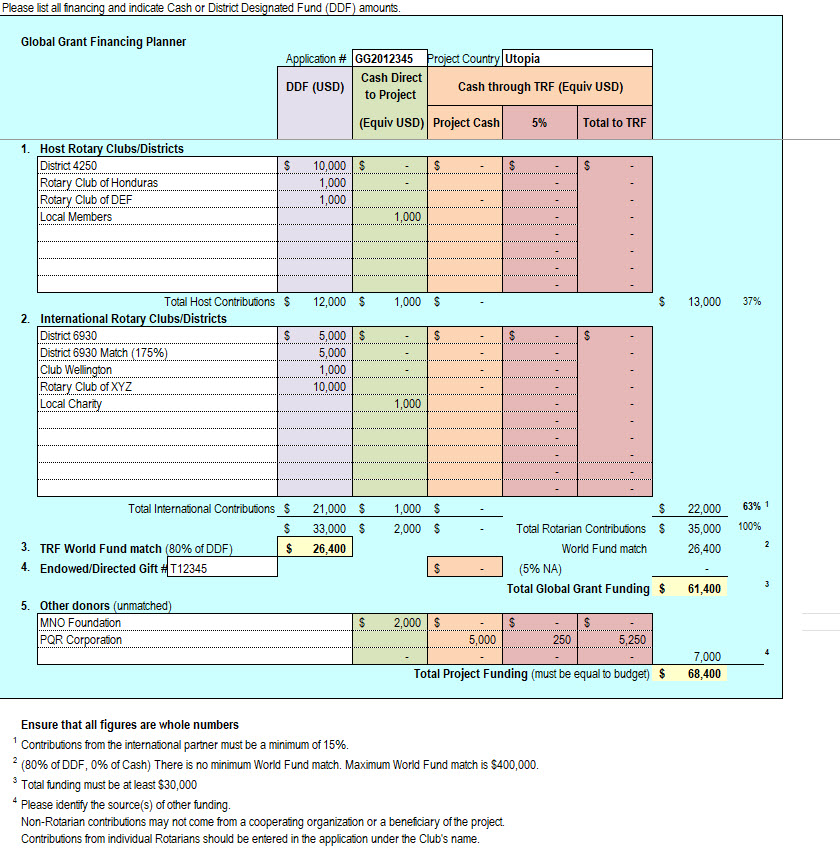 Please list all financing and indicate Cash or District Designated Fund (DDF) amounts.
Global Grant Financing Planner
Application # GG2012345 Project Country Utopia
DDF (USD) Cash Direct to Project (Equiv USD) Cash through TRF (Equiv USD)
Project Cash 5% Total to TRF
1. Host Rotary Clubs/Districts
District 4250 $ 10,000 $ - $ - $ - $ -
Rotary Club of Honduras 1,000 - - -
Rotary Club of DEF 1,000 - - -
Local Members 1,000 - -
- -
- -
- -
- -
Total Host Contributions $ 12,000 $ 1,000 $ - $ 13,000 37%
2. International Rotary Clubs/Districts
District 6930 $ 5,000 $ - $ - $ - $ -
District 6930 Match (175%) 5,000 - - - -
Club Wellington 1,000 - - - -
Rotary Club of XYZ 10,000 - - -
Local Charity 1,000 - -
- -
- -
- -
- -
- -
Total International Contributions $ 21,000 $ 1,000 $ - $ 22,000 63% 1
$ 33,000 $ 2,000 $ - Total Rotarian Contributions $ 35,000 100%
3. TRF World Fund match (80% of DDF) $ 26,400 World Fund match 26,400 2
4. Endowed/Directed Gift # T12345 $ - (5% NA) -
Total Global Grant Funding $ 61,400 3
5. Other donors (unmatched)
MNO Foundation $ 2,000 $ - $ - $ -
PQR Corporation 5,000 250 5,250
- - - - 7,000 4
Total Project Funding (must be equal to budget) $ 68,400
Ensure that all figures are whole numbers
1 Contributions from the international partner must be a minimum of 15%.
2 (80% of DDF, 0% of Cash) There is no minimum World Fund match. Maximum World Fund match is $400,000.
3 Total funding must be at least $30,000
4 Please identify the source(s) of other funding.
Non-Rotarian contributions may not come from a cooperating organization or a beneficiary of the project.
Contributions from individual Rotarians should be entered in the application under the Club's name.